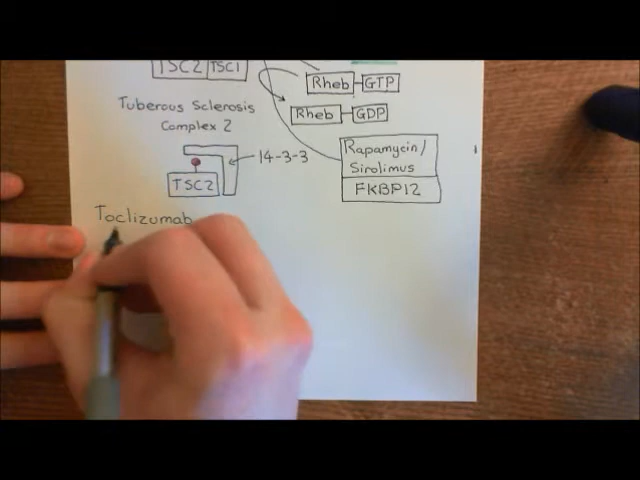 TSC2 TSC1
Rheb GTP
Rheb GDP
Tuberous Sclerosis
Complex 2
14-3-3
TSC2
Rapamycin/
Sirolimus
FKBP12
Toclizumab